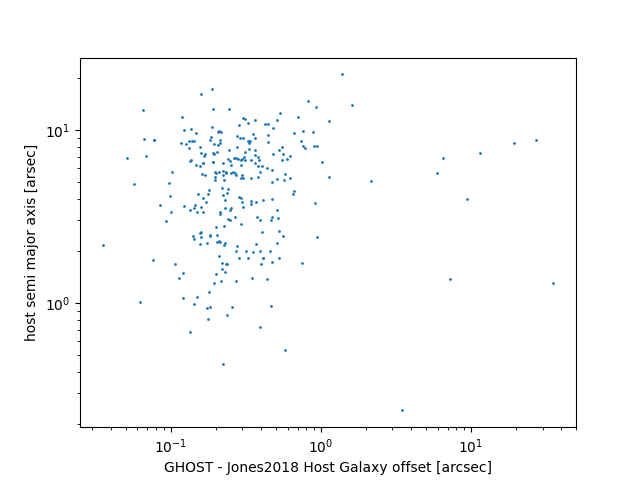 10¹
10⁰
host semi major axis [arsec]
10⁻¹
10⁰
10¹
GHOST - Jones2018 Host Galaxy offset [arcsec]